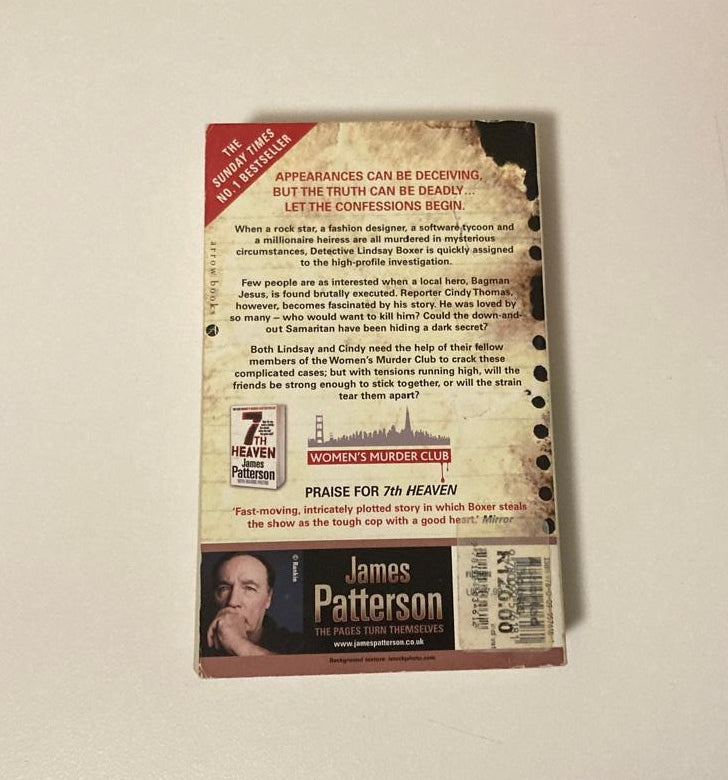 THE
SUNDAY TIMES
NO. 1 BESTSELLER
APPEARANCES CAN BE DECEIVING,
BUT THE TRUTH CAN BE DEADLY...
LET THE CONFESSIONS BEGIN.
When a rock star, a fashion designer, a software tycoon and
a millionaire heiress are all murdered in mysterious
circumstances, Detective Lindsay Boxer is quickly assigned
to the high-profile investigation.
Few people are as interested when a local hero, Bagman
Jesus, is found brutally executed. Reporter Cindy Thomas,
however, becomes fascinated by his story. He was loved by
so many – who would want to kill him? Could the down-and-
out Samaritan have been hiding a dark secret?
Both Lindsay and Cindy need the help of their fellow
members of the Women's Murder Club to crack these
complicated cases; but with tensions running high, will the
friends be strong enough to stick together, or will the strain
tear them apart?
arrow books
7
TH
HEAVEN
James
Patterson
WOMEN'S MURDER CLUB
PRAISE FOR 7th HEAVEN
'Fast-moving, intricately plotted story in which Boxer steals
the show as the tough cop with a good heart.' Mirror
© Rankin
James
Patterson
THE PAGES TURN THEMSELVES
www.jamespatterson.co.uk
Background texture: istockphoto.com